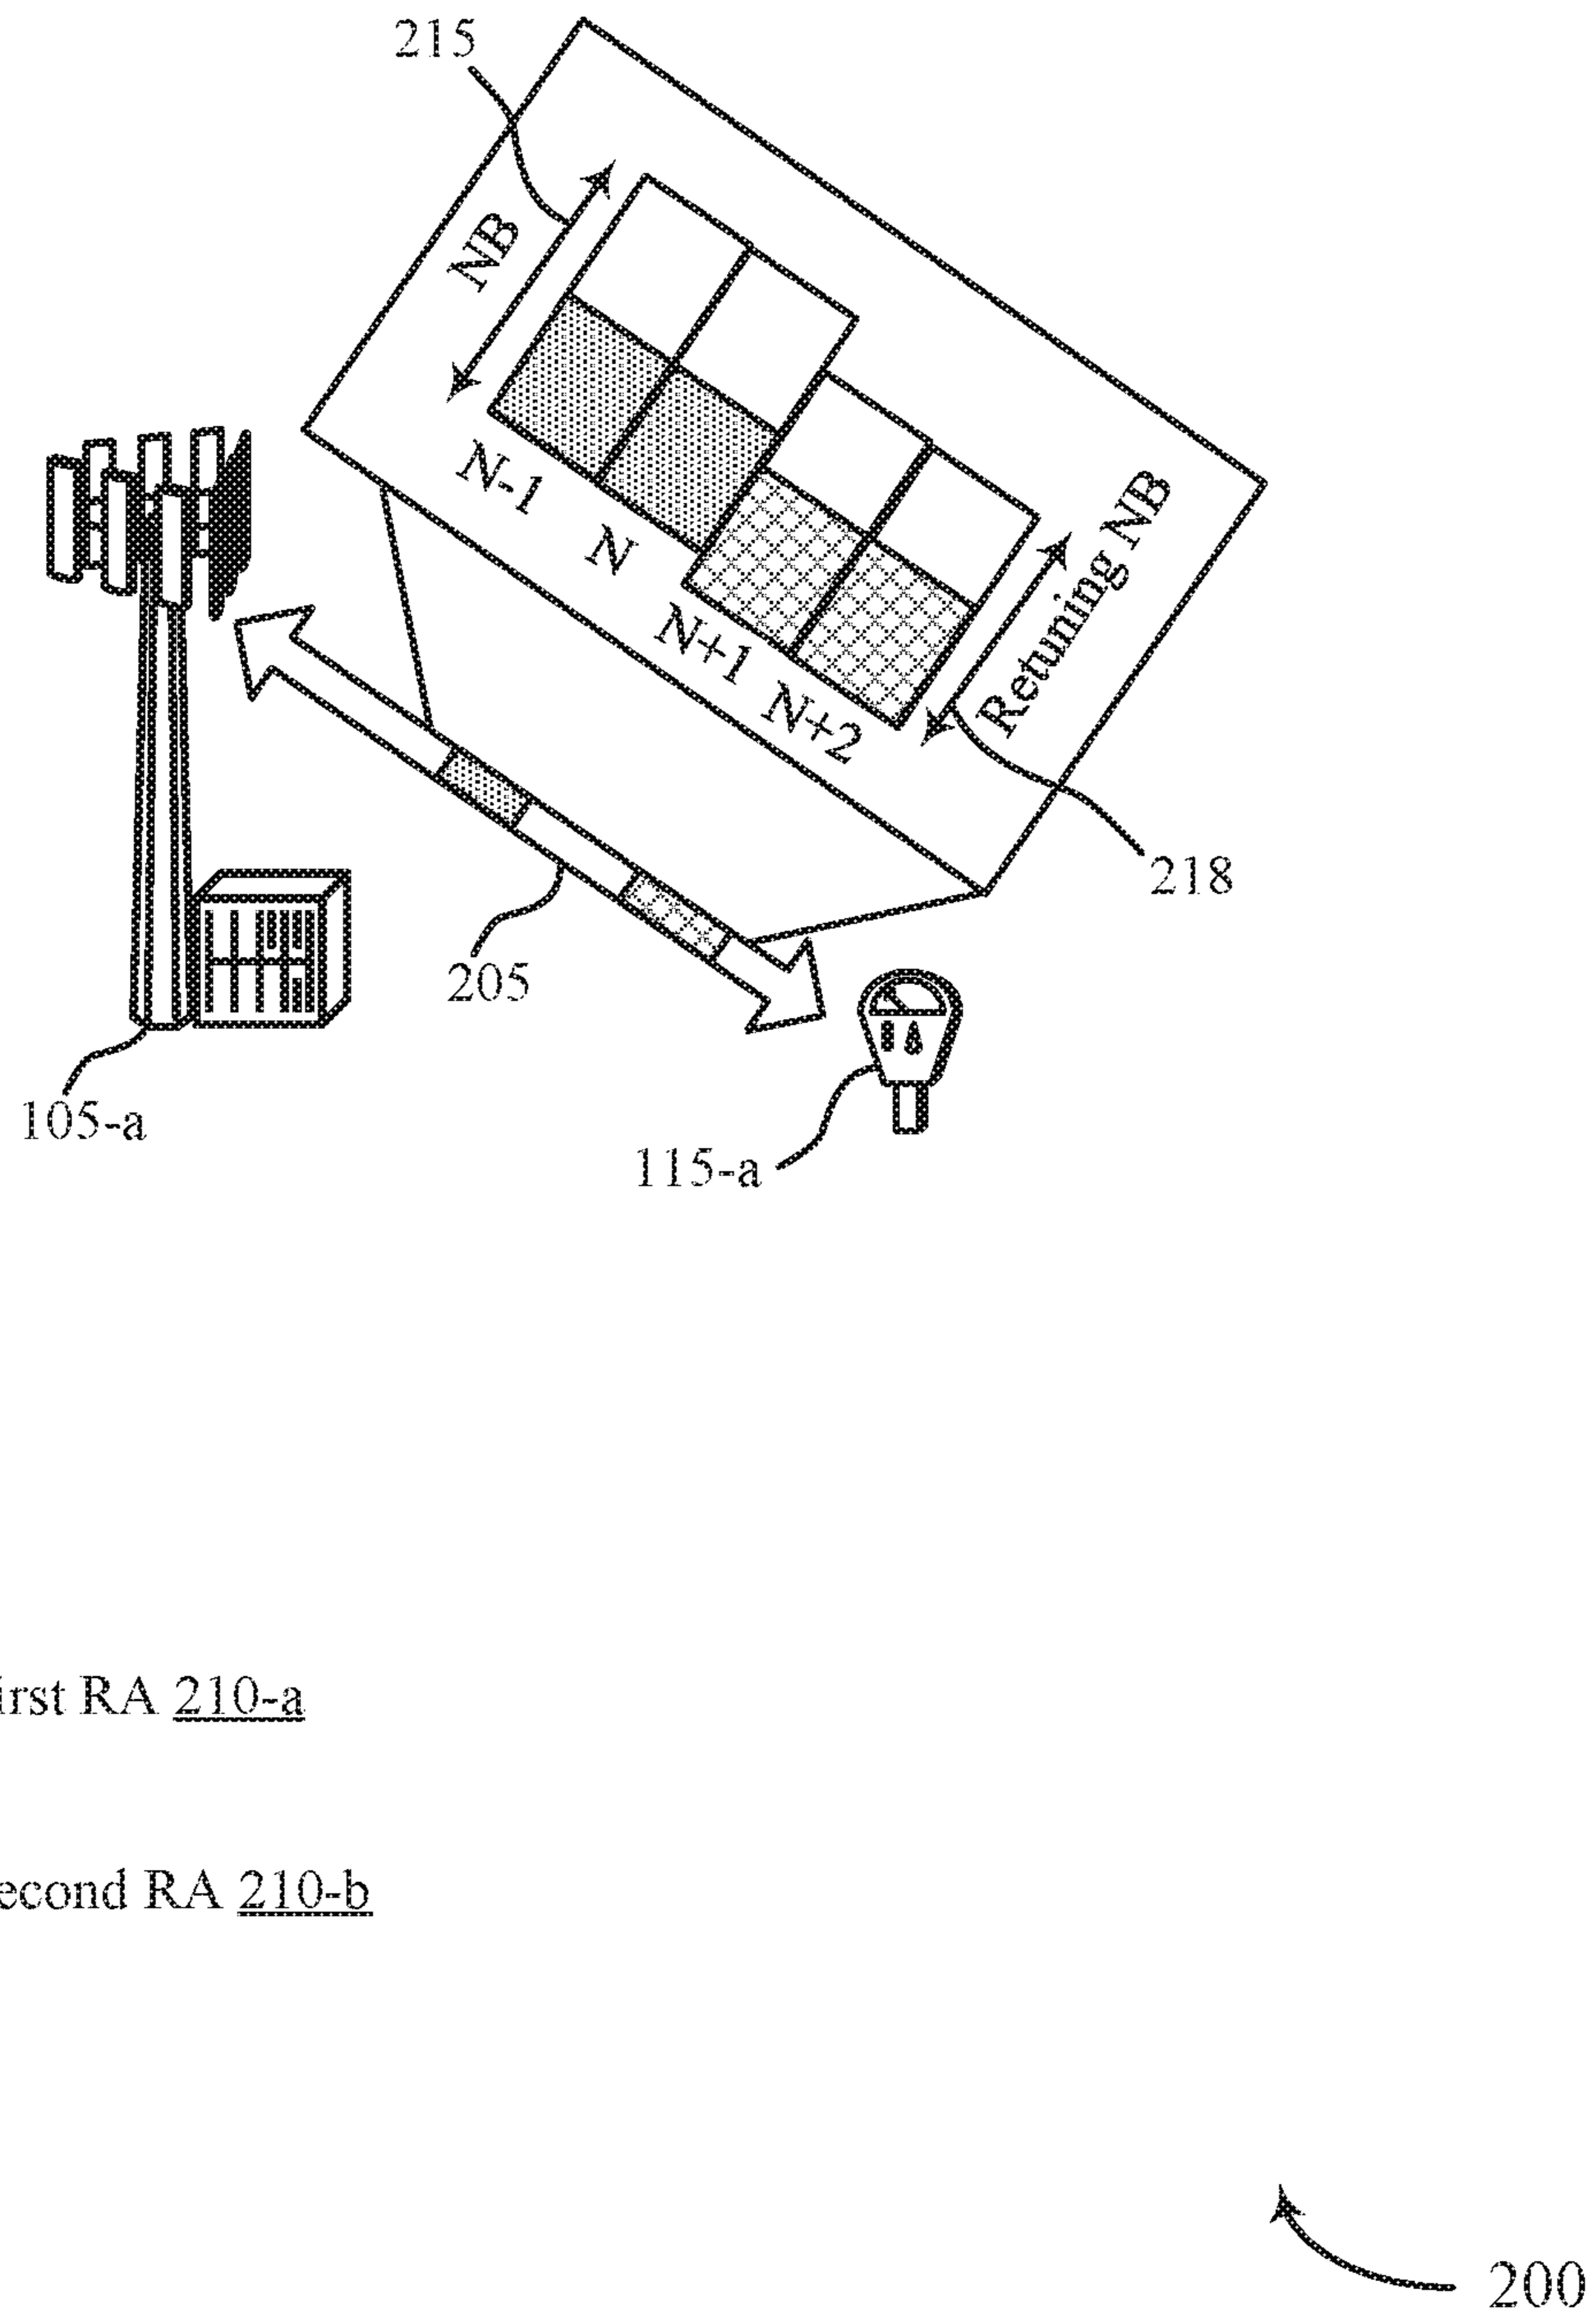 215
NB
N-1
N
N+1
N+2
Retuning NB
218
205
105-a
115-a
irst RA 210-a
econd RA 210-b
200